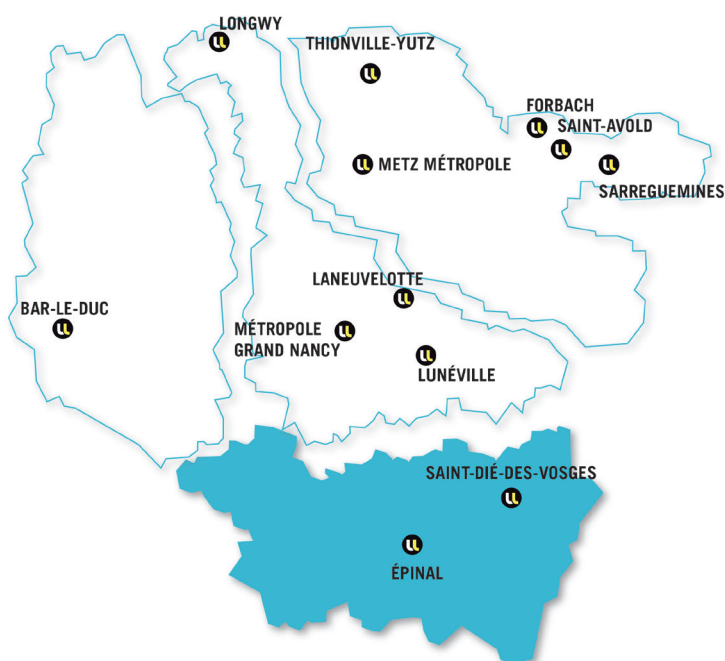 LONGWY
THIONVILLE-YUTZ
FORBACH
SAINT-AVOLD
METZ MÉTROPOLE
SARREGUEMINES
LANEUVELOTTE
BAR-LE-DUC
MÉTROPOLE
GRAND NANCY
LUNÉVILLE
SAINT-DIÉ-DES-VOSGES
ÉPINAL